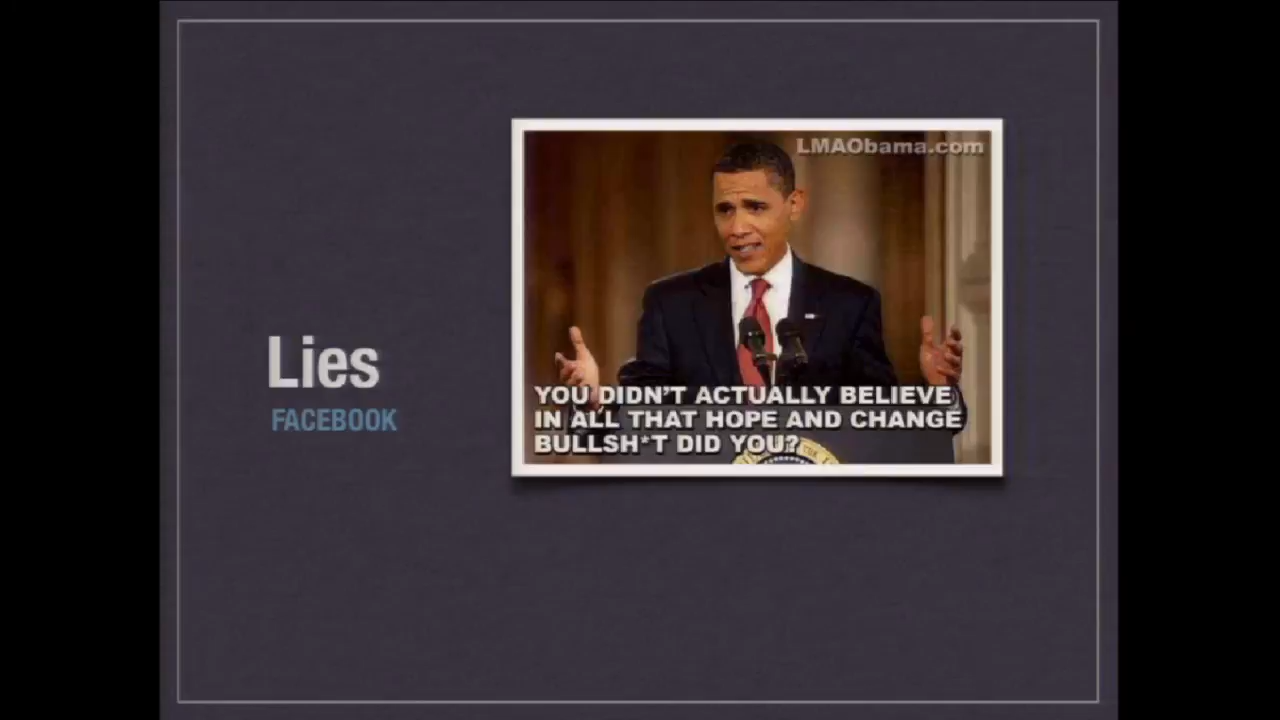 Lies
FACEBOOK
LMAObama.com
YOU DIDN'T ACTUALLY BELIEVE
IN ALL THAT HOPE AND CHANGE
BULLSH*T DID YOU?